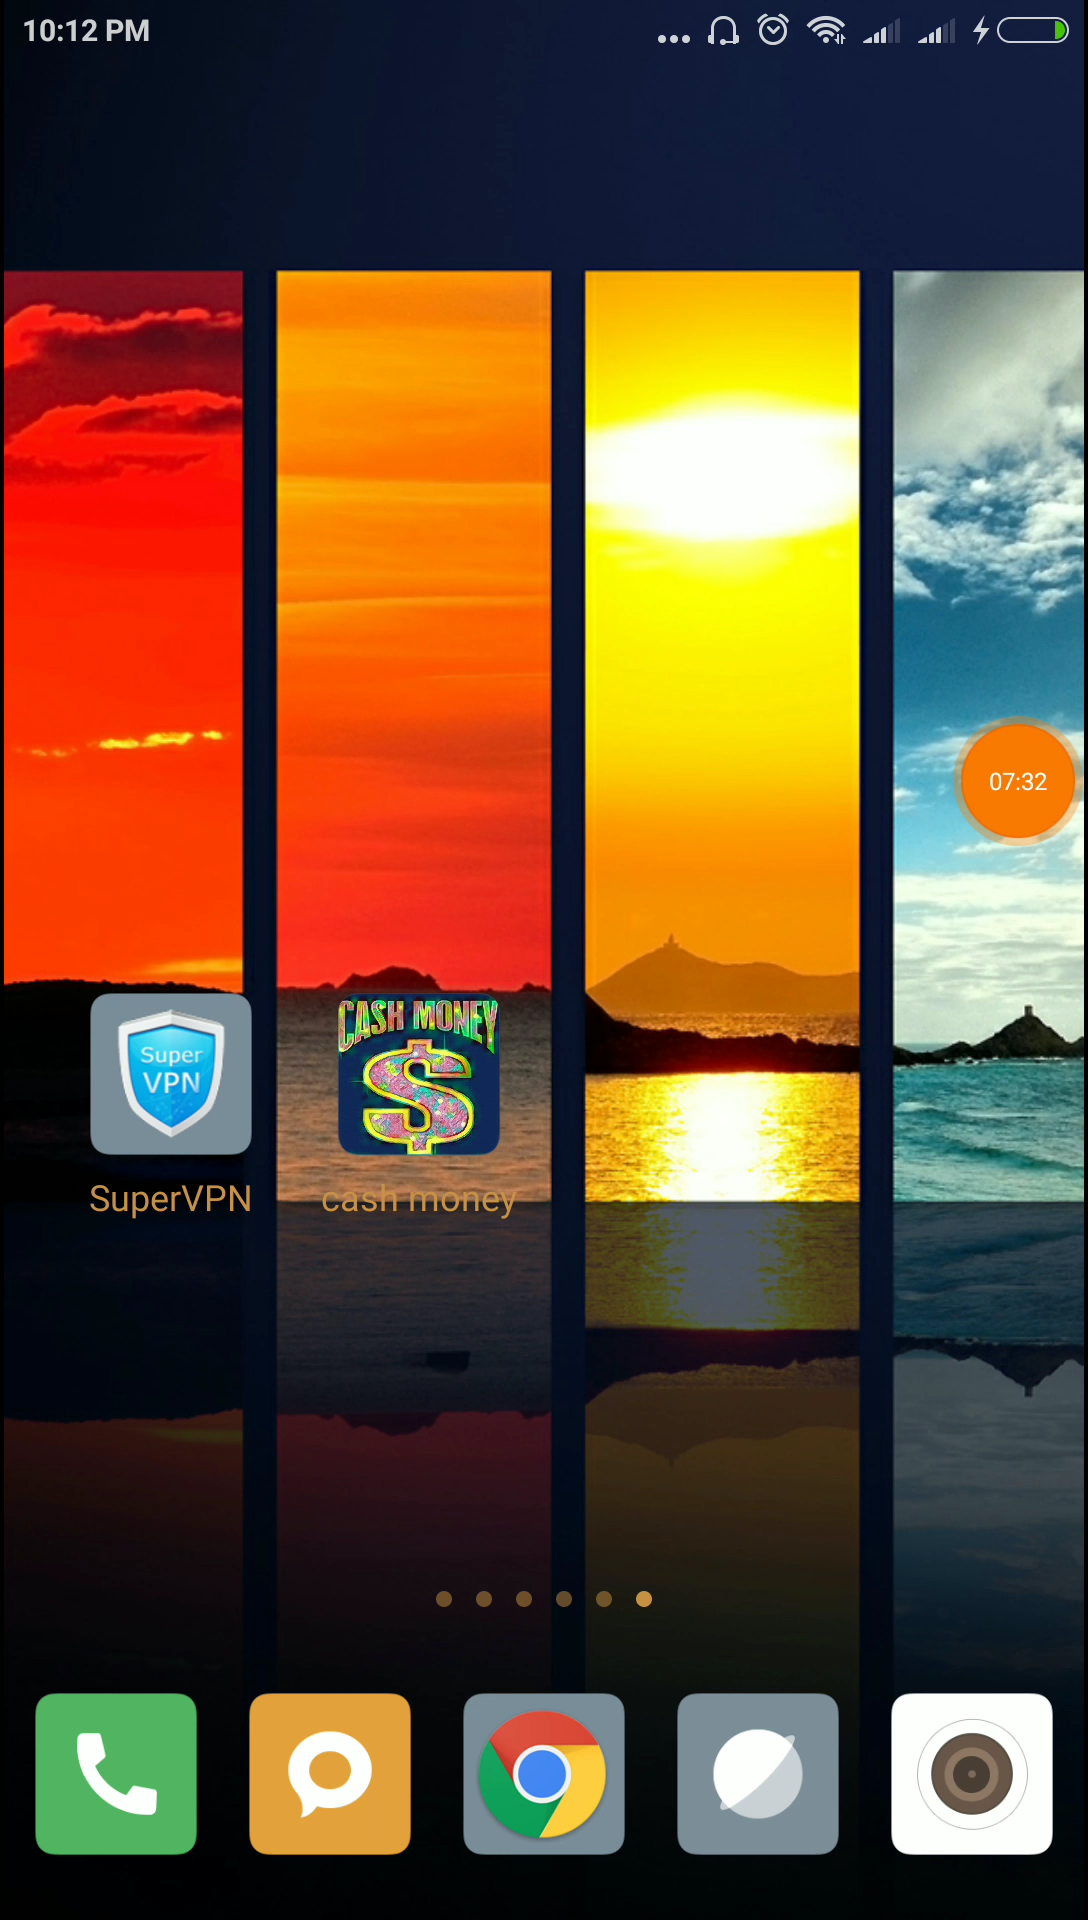 10:12 PM
07:32
Super
VPN
CASH MONEY
$
SuperVPN
cash money